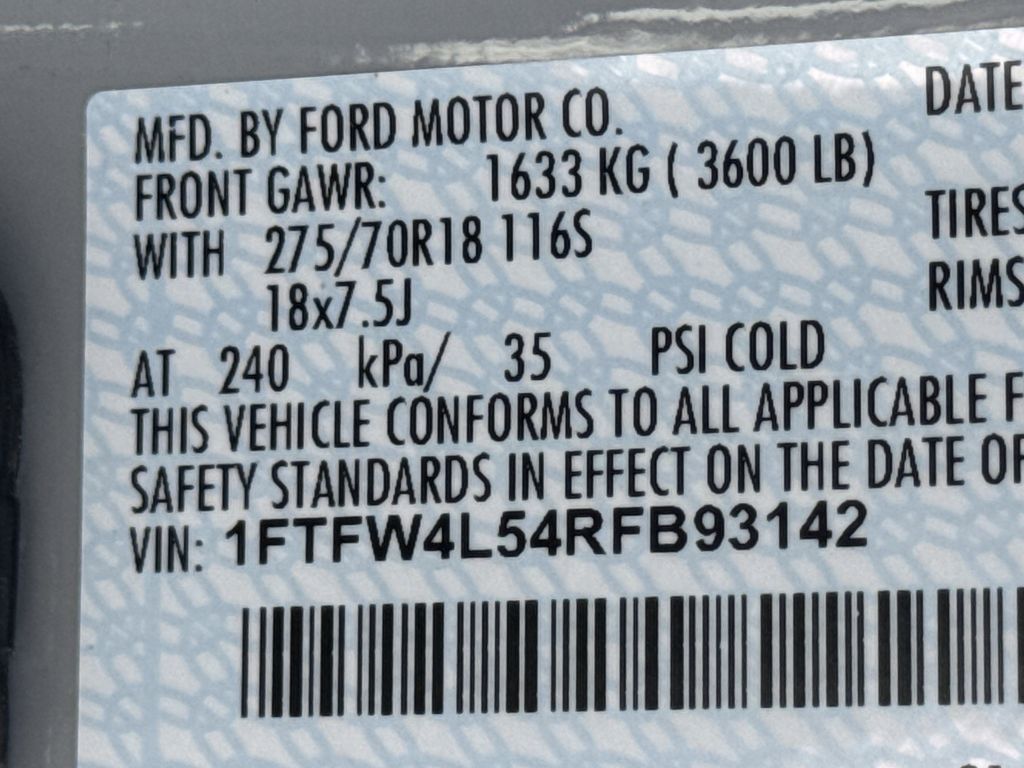 MFD. BY FORD MOTOR CO.
DATE
FRONT GAWR: 1633 KG ( 3600 LB)
WITH 275/70R18 116S
TIRES
18x7.5J
RIMS
AT 240 kPa/ 35 PSI COLD
THIS VEHICLE CONFORMS TO ALL APPLICABLE F
SAFETY STANDARDS IN EFFECT ON THE DATE OF
VIN: 1FTFW4L54RFB93142